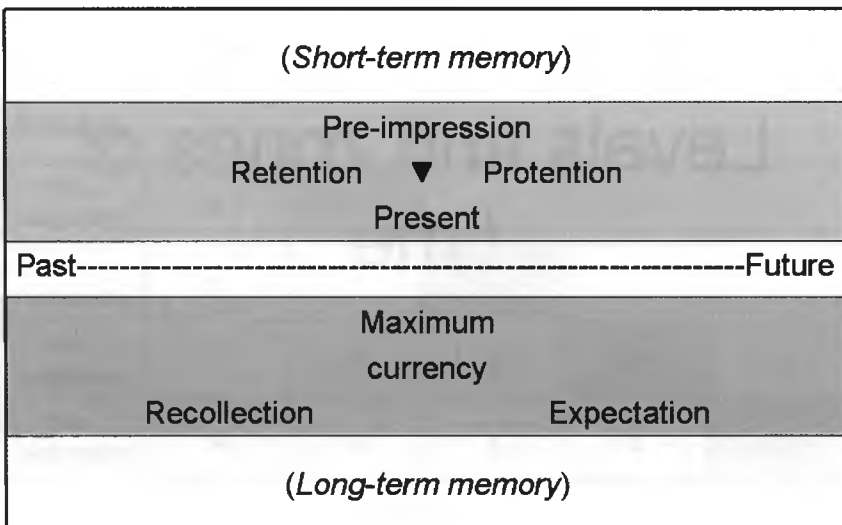 (Short-term memory)
Pre-impression
Retention ▼ Protention
Present
Past--------------------------------------------------Future
Maximum
currency
Recollection Expectation
(Long-term memory)